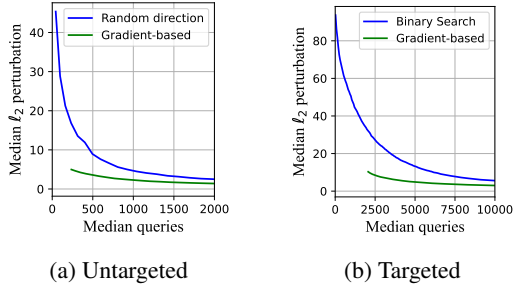 Random direction
Gradient-based
Median ℓ2 perturbation
40
30
20
10
0
0 500 1000 1500 2000
Median queries
(a) Untargeted
Binary Search
Gradient-based
Median ℓ2 perturbation
80
60
40
20
0
0 2500 5000 7500 10000
Median queries
(b) Targeted